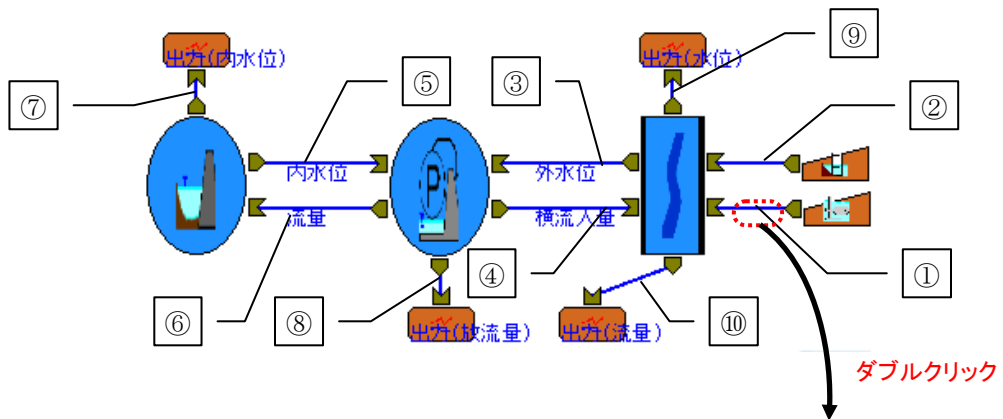 出力(内水位)
出力(水位)
⑨
⑦
⑤
③
②
内水位
外水位
P
流量
横流入量
④
①
⑥
⑧
⑩
出力(放流量)
出力(流量)
ダブルクリック